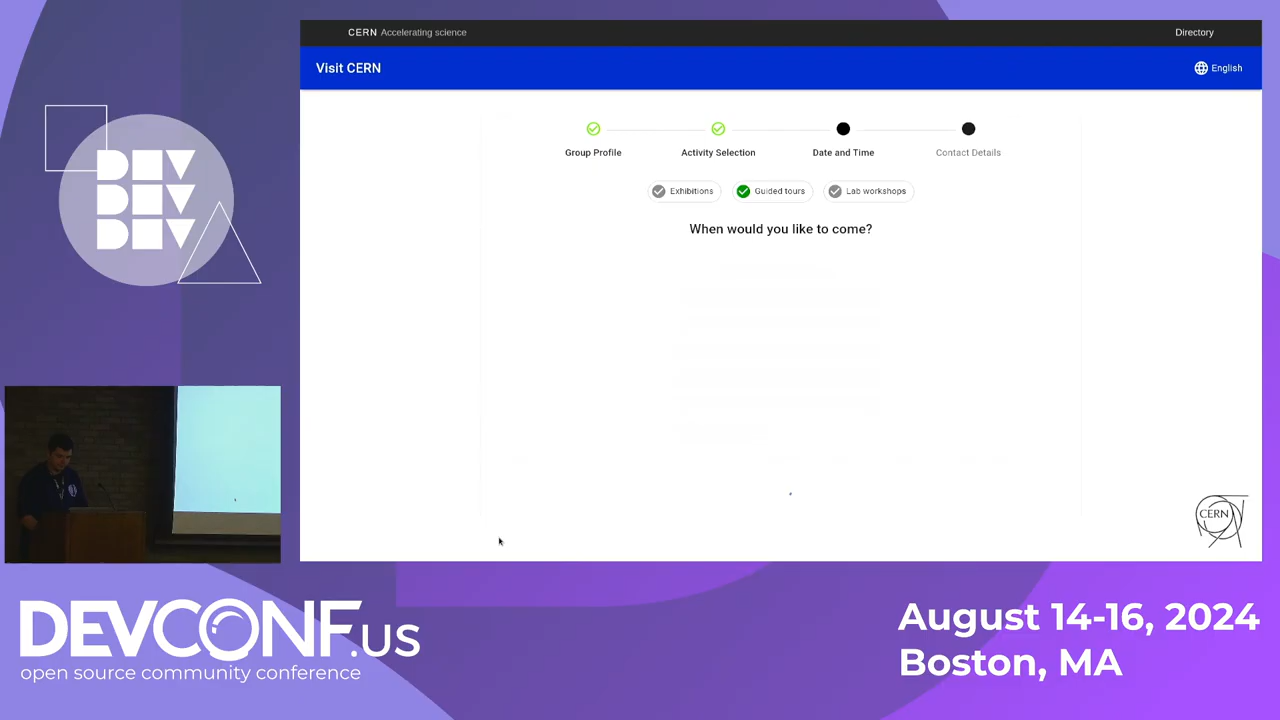 CERN Accelerating science
Directory
Visit CERN
English
Group Profile
Activity Selection
Date and Time
Contact Details
Exhibitions
Guided tours
Lab workshops
When would you like to come?
CERN
DEV
DEV
DEV
DEVCONF.us
open source community conference
August 14-16, 2024
Boston, MA